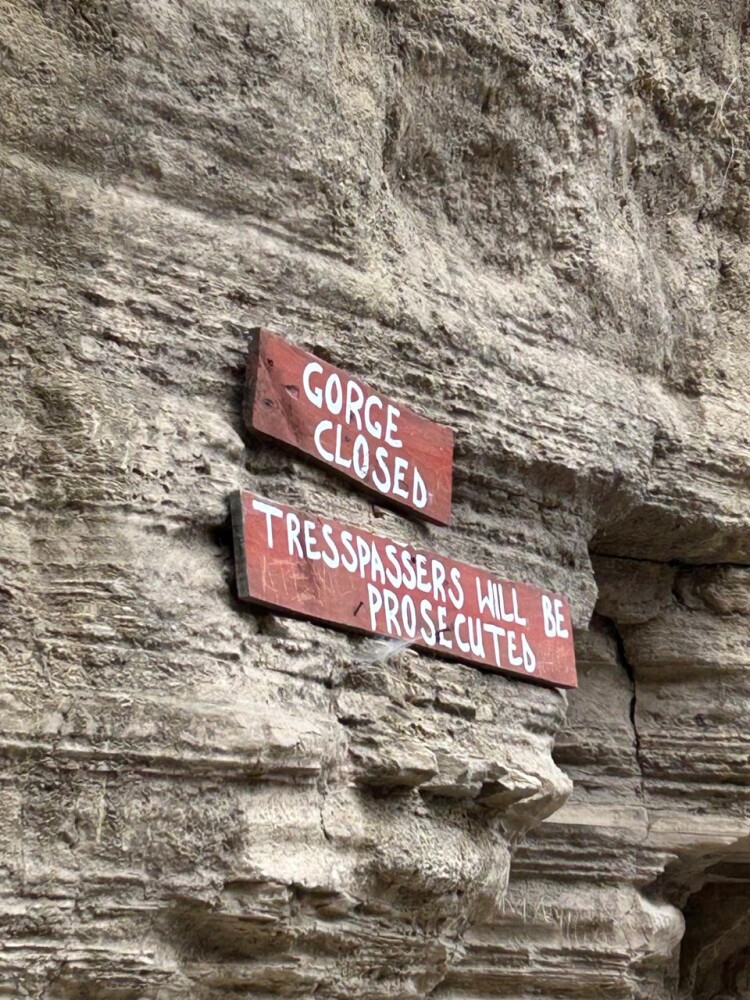 GORGE
CLOSED
TRESSPASSERS WILL BE
PROSECUTED